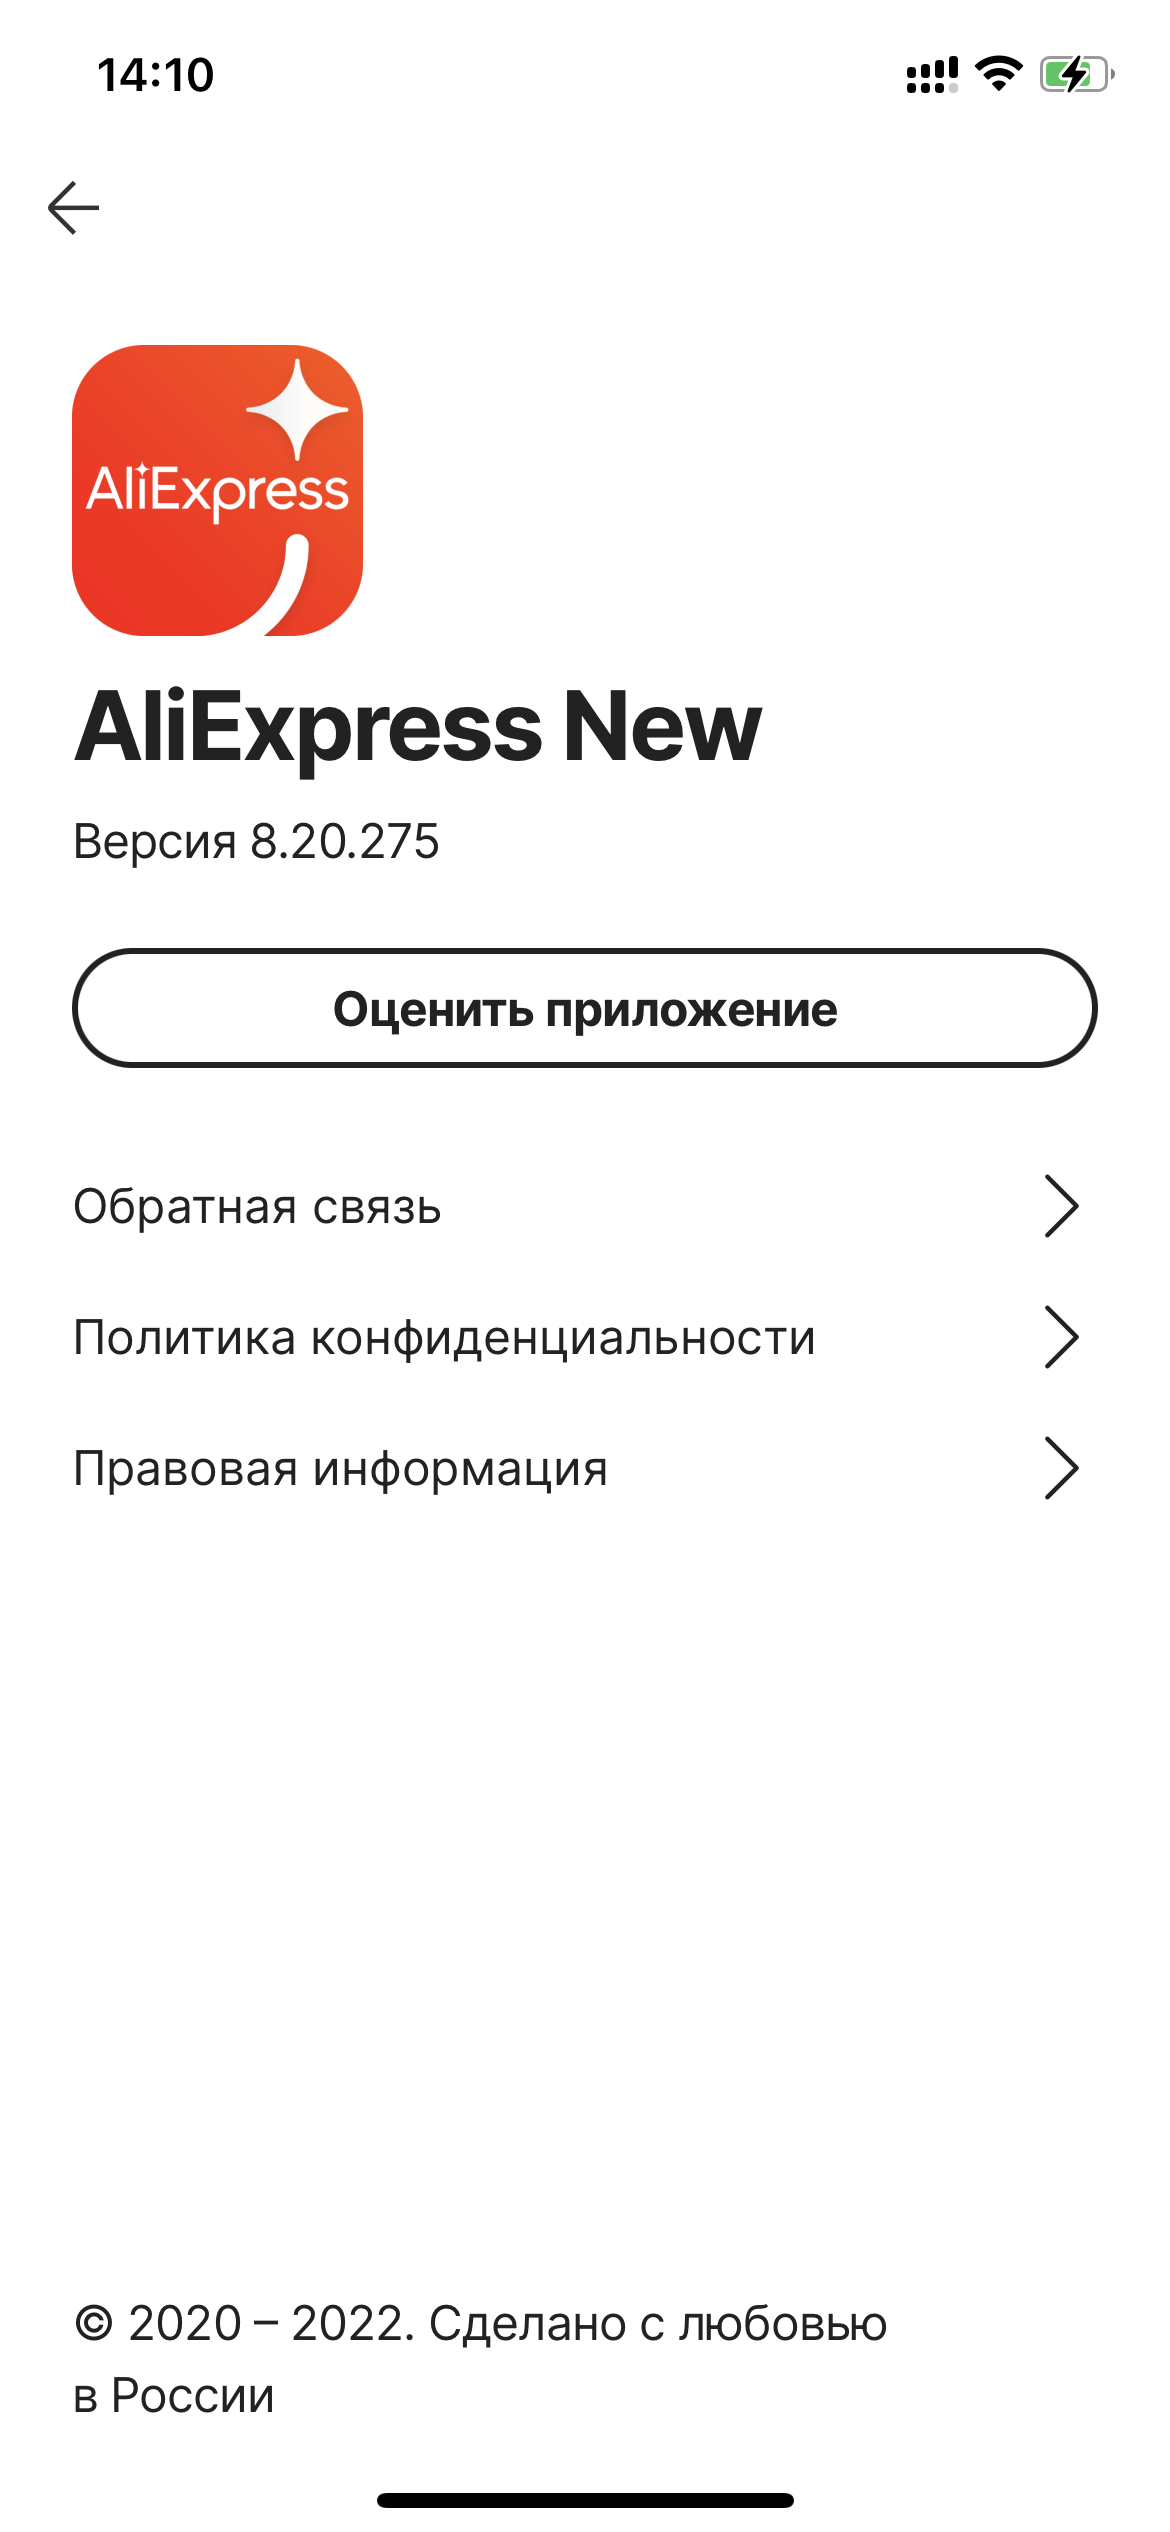 14:10
AliExpress
AliExpress New
Версия 8.20.275
Оценить приложение
Обратная связь
Политика конфиденциальности
Правовая информация
© 2020 – 2022. Сделано с любовью
в России